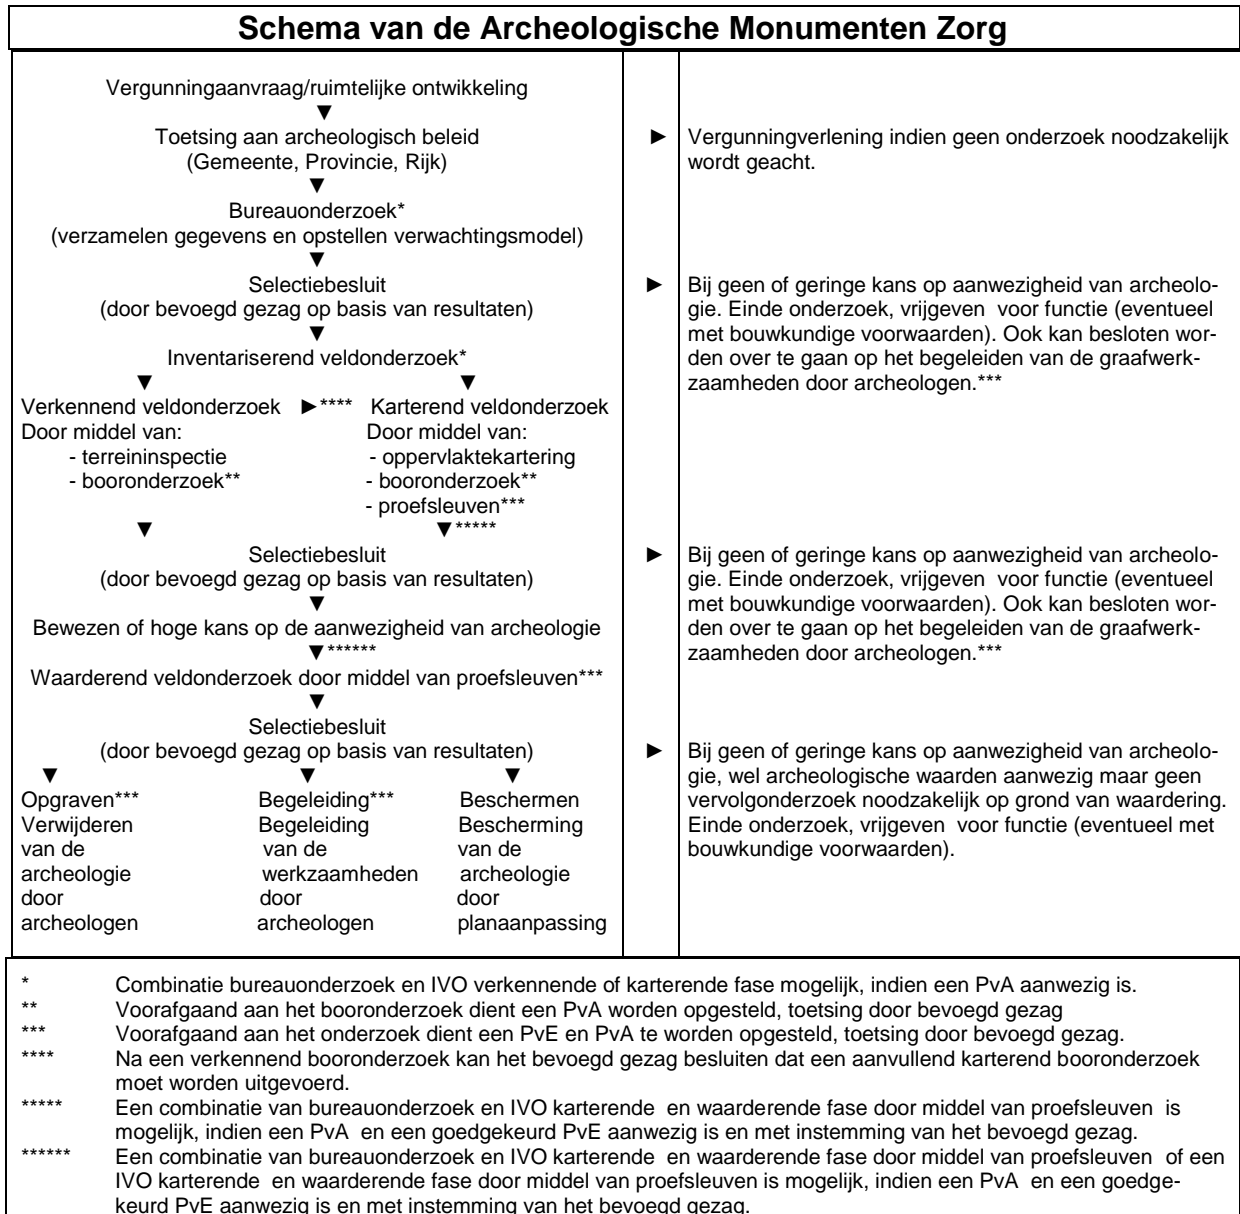 Schema van de Archeologische Monumenten Zorg
Vergunningaanvraag/ruimtelijke ontwikkeling
▼
Toetsing aan archeologisch beleid
(Gemeente, Provincie, Rijk)
► Vergunningverlening indien geen onderzoek noodzakelijk
wordt geacht.
▼
Bureauonderzoek*
(verzamelen gegevens en opstellen verwachtingsmodel)
▼
Selectiebesluit
(door bevoegd gezag op basis van resultaten)
► Bij geen of geringe kans op aanwezigheid van archeolo-
gie. Einde onderzoek, vrijgeven voor functie (eventueel
met bouwkundige voorwaarden). Ook kan besloten wor-
den over te gaan op het begeleiden van de graafwerk-
zaamheden door archeologen.***
▼
Inventariserend veldonderzoek*
▼ ▼
Verkennend veldonderzoek ►**** Karterend veldonderzoek
Door middel van: Door middel van:
- terreininspectie - oppervlaktekartering
- booronderzoek** - booronderzoek**
- proefsleuven***
▼ ▼*****
Selectiebesluit
(door bevoegd gezag op basis van resultaten)
► Bij geen of geringe kans op aanwezigheid van archeolo-
gie. Einde onderzoek, vrijgeven voor functie (eventueel
met bouwkundige voorwaarden). Ook kan besloten wor-
den over te gaan op het begeleiden van de graafwerk-
zaamheden door archeologen.***
▼
Bewezen of hoge kans op de aanwezigheid van archeologie
▼******
Waarderend veldonderzoek door middel van proefsleuven***
▼
Selectiebesluit
(door bevoegd gezag op basis van resultaten)
► Bij geen of geringe kans op aanwezigheid van archeolo-
gie, wel archeologische waarden aanwezig maar geen
vervolgonderzoek noodzakelijk op grond van waardering.
Einde onderzoek, vrijgeven voor functie (eventueel met
bouwkundige voorwaarden).
▼ ▼ ▼
Opgraven*** Begeleiding*** Beschermen
Verwijderen Begeleiding Bescherming
van de van de van de
archeologie werkzaamheden archeologie
door door door
archeologen archeologen planaanpassing
* Combinatie bureauonderzoek en IVO verkennende of karterende fase mogelijk, indien een PvA aanwezig is.
** Voorafgaand aan het booronderzoek dient een PvA worden opgesteld, toetsing door bevoegd gezag
*** Voorafgaand aan het onderzoek dient een PvE en PvA te worden opgesteld, toetsing door bevoegd gezag.
**** Na een verkennend booronderzoek kan het bevoegd gezag besluiten dat een aanvullend karterend booronderzoek
moet worden uitgevoerd.
***** Een combinatie van bureauonderzoek en IVO karterende en waarderende fase door middel van proefsleuven is
mogelijk, indien een PvA en een goedgekeurd PvE aanwezig is en met instemming van het bevoegd gezag.
****** Een combinatie van bureauonderzoek en IVO karterende en waarderende fase door middel van proefsleuven of een
IVO karterende en waarderende fase door middel van proefsleuven is mogelijk, indien een PvA en een goedge-
keurd PvE aanwezig is en met instemming van het bevoegd gezag.